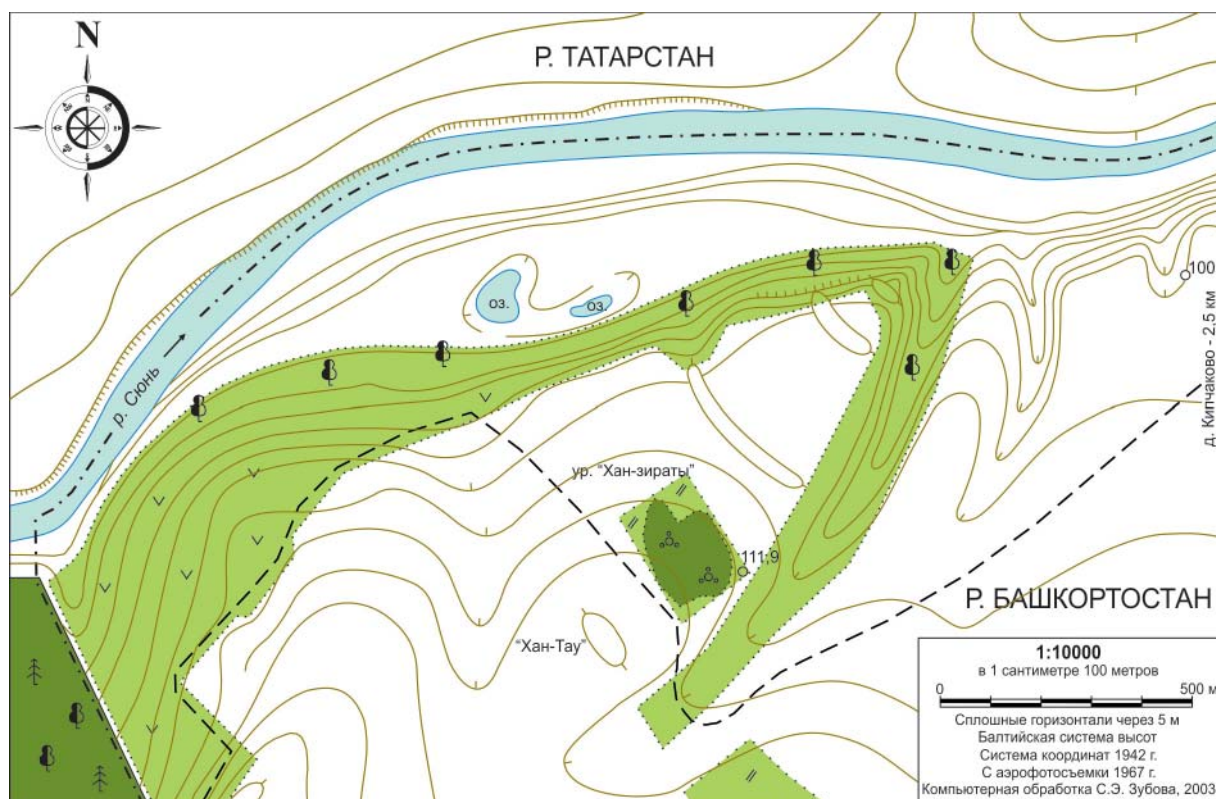 N
Р. ТАТАРСТАН
100
оз.
оз.
р. Сюнь
д. Кипчаково - 2,5 км
ур. "Хан-зираты"
111,9
"Хан-Тау"
Р. БАШКОРТОСТАН
1:10000
в 1 сантиметре 100 метров
0 500 м
Сплошные горизонтали через 5 м
Балтийская система высот
Система координат 1942 г.
С аэрофотосъемки 1967 г.
Компьютерная обработка С.Э. Зубова, 2003